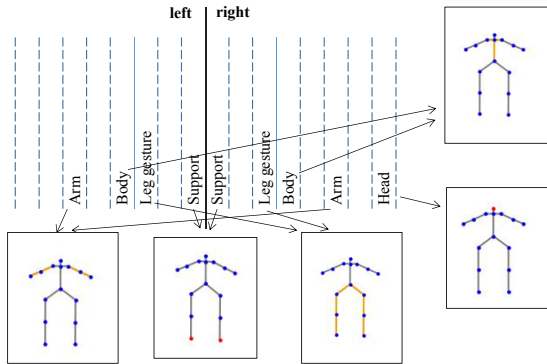 left right
Arm
Body
Leg gesture
Support
Support
Leg gesture
Body
Arm
Head